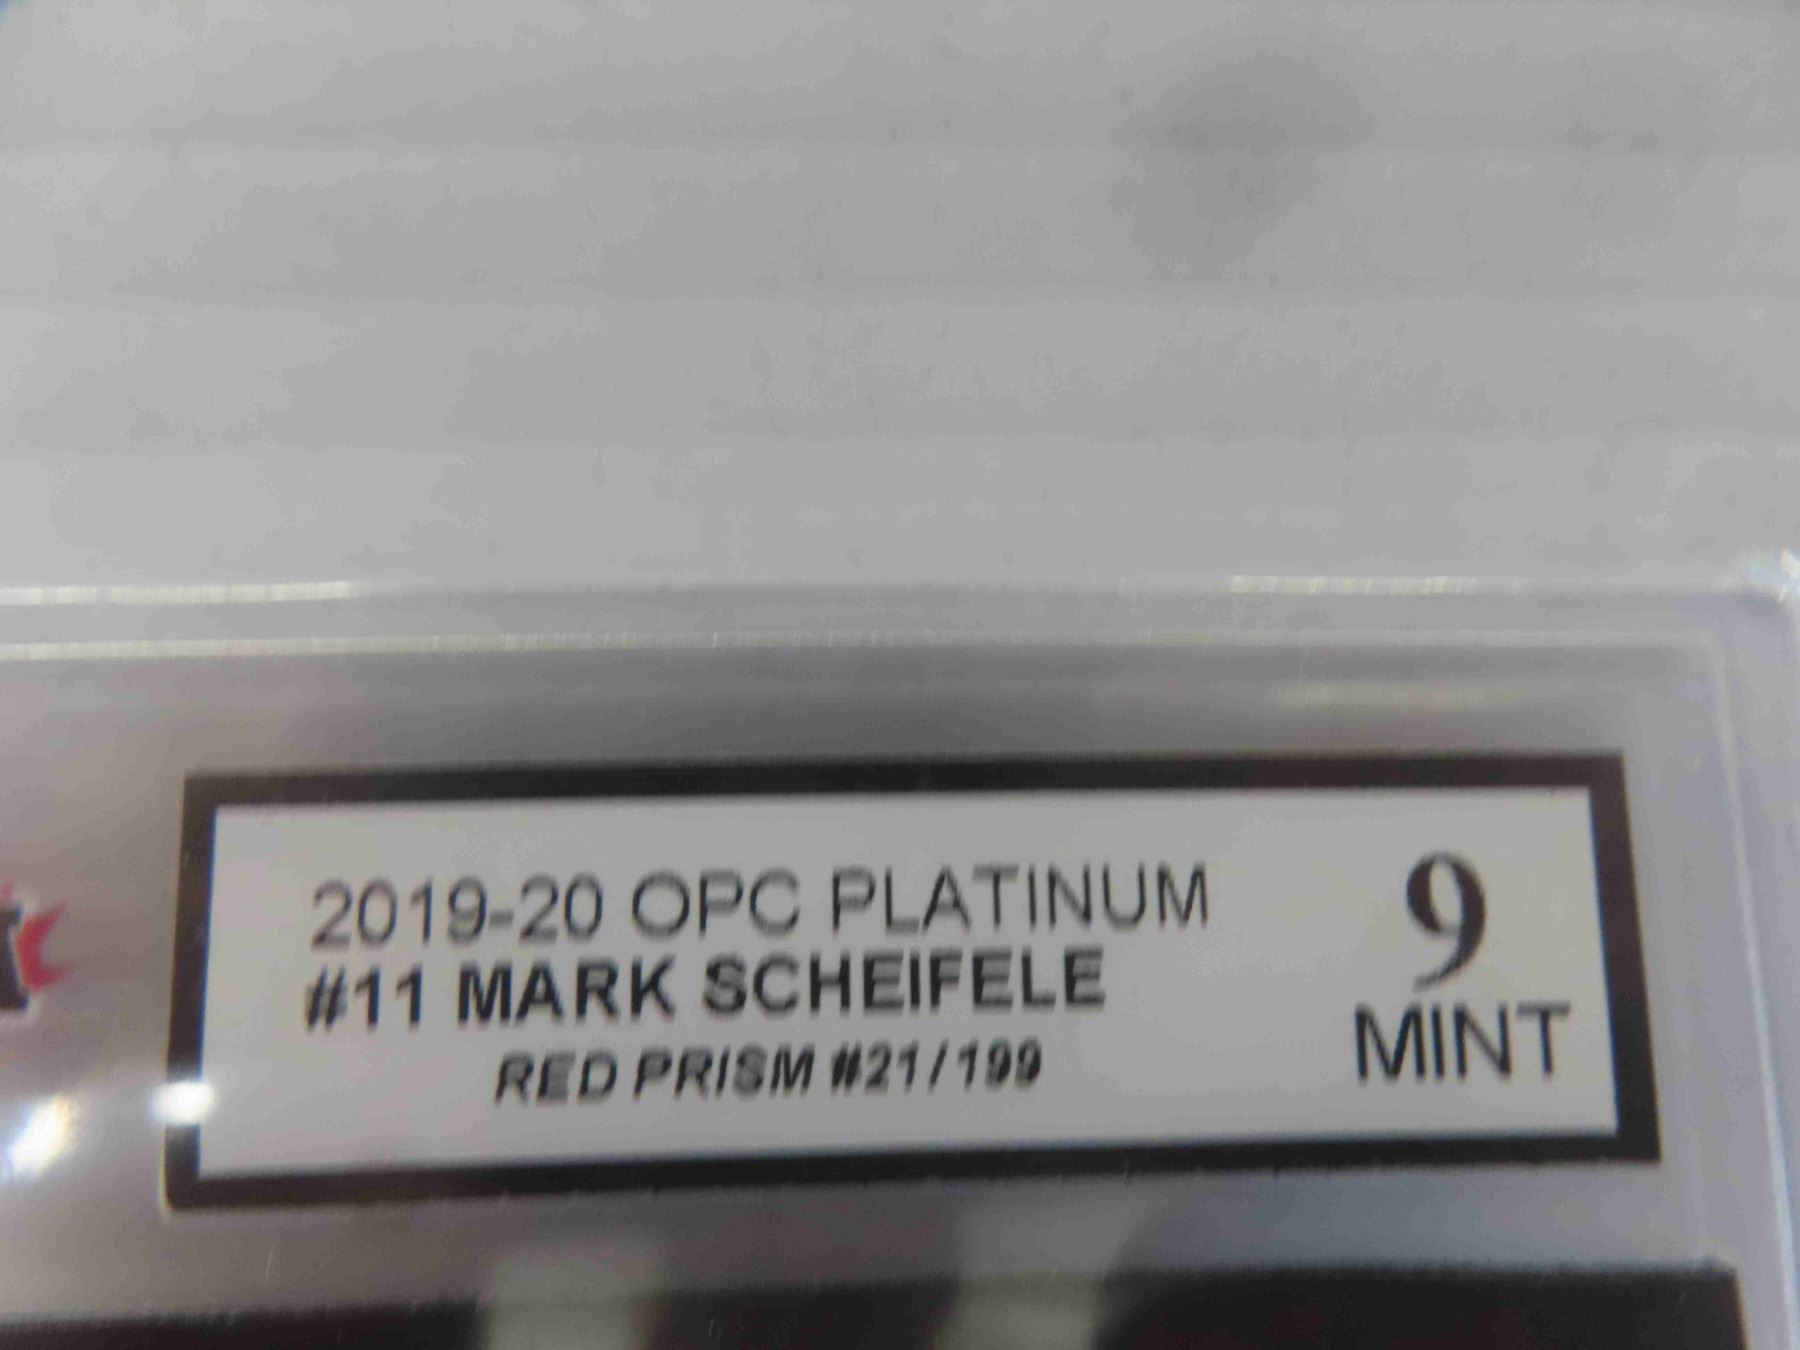 2019-20 OPC PLATINUM
#11 MARK SCHEIFELE
RED PRISM #21/199
9
MINT